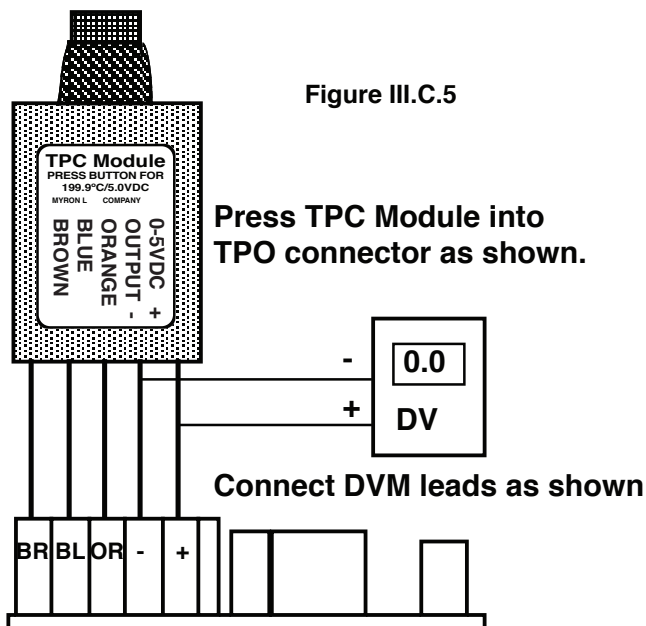 Figure III.C.5
TPC Module
PRESS BUTTON FOR
199.9°C/5.0VDC
MYRON L COMPANY
BROWN
BLUE
ORANGE
OUTPUT -
0-5VDC +
Press TPC Module into
TPO connector as shown.
- 0.0
+ DV
Connect DVM leads as shown
BR BL OR - +